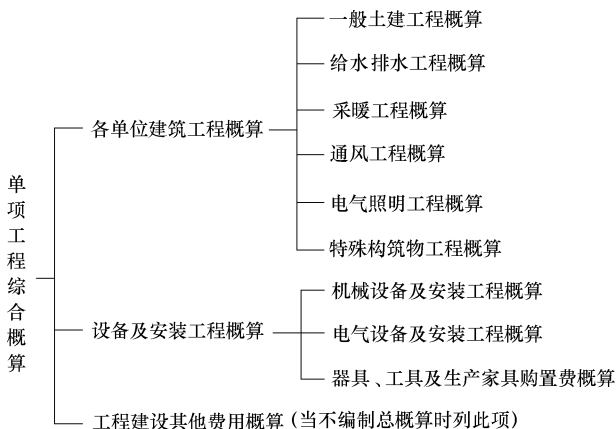 单项工程综合概算
各单位建筑工程概算
一般土建工程概算
给水排水工程概算
采暖工程概算
通风工程概算
电气照明工程概算
特殊构筑物工程概算
设备及安装工程概算
机械设备及安装工程概算
电气设备及安装工程概算
器具、工具及生产家具购置费概算
工程建设其他费用概算(当不编制总概算时列此项)